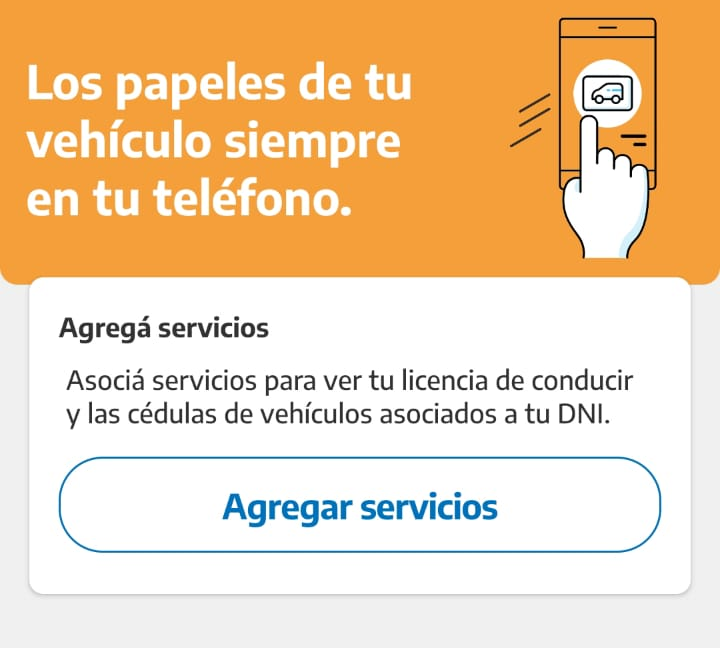 Los papeles de tu
vehículo siempre
en tu teléfono.
Agregá servicios
Asociá servicios para ver tu licencia de conducir
y las cédulas de vehículos asociados a tu DNI.
Agregar servicios